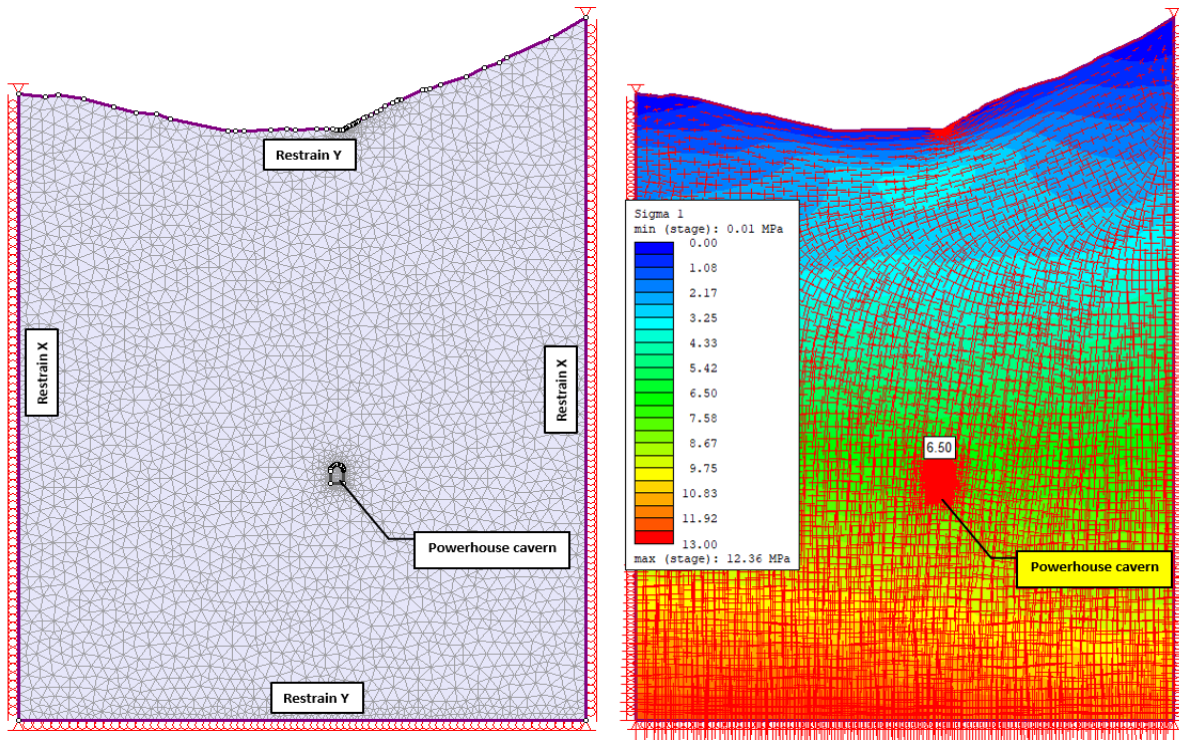 Restrain Y
Restrain X
Restrain X
Powerhouse cavern
Restrain Y
Sigma 1
min (stage): 0.01 MPa
0.00
1.08
2.17
3.25
4.33
5.42
6.50
7.58
8.67
9.75
10.83
11.92
13.00
max (stage): 12.36 MPa
6.50
Powerhouse cavern